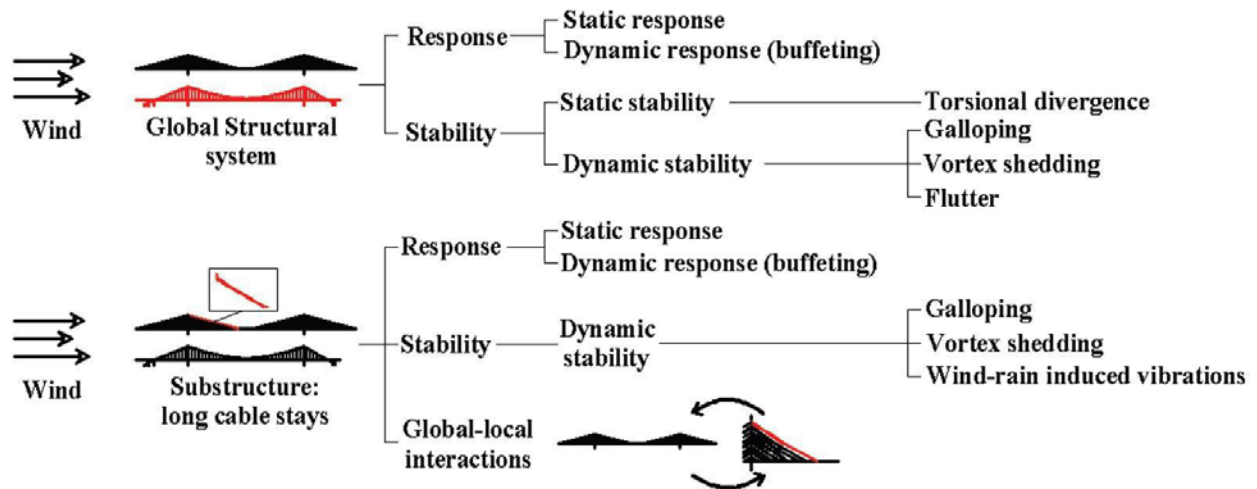 Wind
Global Structural
system
Response
Static response
Dynamic response (buffeting)
Stability
Static stability
Torsional divergence
Dynamic stability
Galloping
Vortex shedding
Flutter
Wind
Substructure:
long cable stays
Response
Static response
Dynamic response (buffeting)
Stability
Dynamic
stability
Galloping
Vortex shedding
Wind-rain induced vibrations
Global-local
interactions